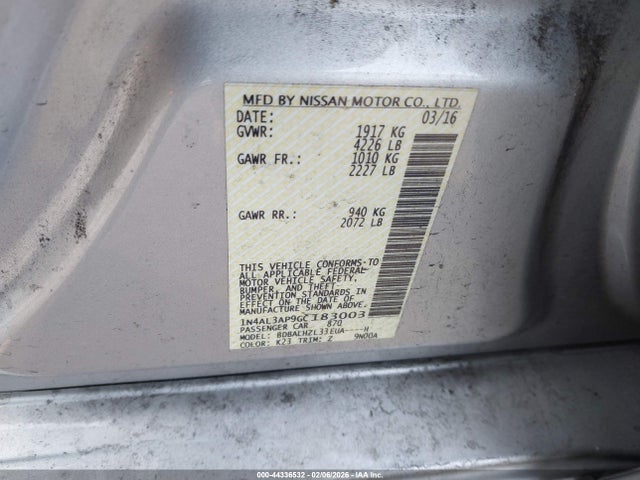 MFD BY NISSAN MOTOR CO., LTD.
DATE: 03/16
GVWR: 1917 KG
4226 LB
GAWR FR.: 1010 KG
2227 LB
GAWR RR.: 940 KG
2072 LB
THIS VEHICLE CONFORMS TO
ALL APPLICABLE FEDERAL
MOTOR VEHICLE SAFETY,
BUMPER, AND THEFT
PREVENTION STANDARDS IN
EFFECT ON THE DATE OF
MANUFACTURE SHOWN ABOVE.
1N4AL3AP9GC183003
PASSENGER CAR 870
MODEL: BDBALHZL33EUA----H
COLOR: K23 TRIM: Z 9N00A
000-44336532 - 02/06/2026 - IAAI.COM